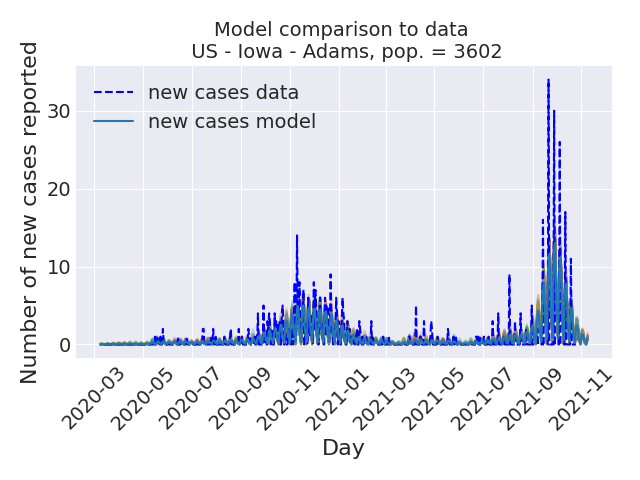 Model comparison to data
US - Iowa - Adams, pop. = 3602
new cases data
new cases model
Number of new cases reported
30
20
10
0
2020-03
2020-05
2020-07
2020-09
2020-11
2021-01
2021-03
2021-05
2021-07
2021-09
2021-11
Day